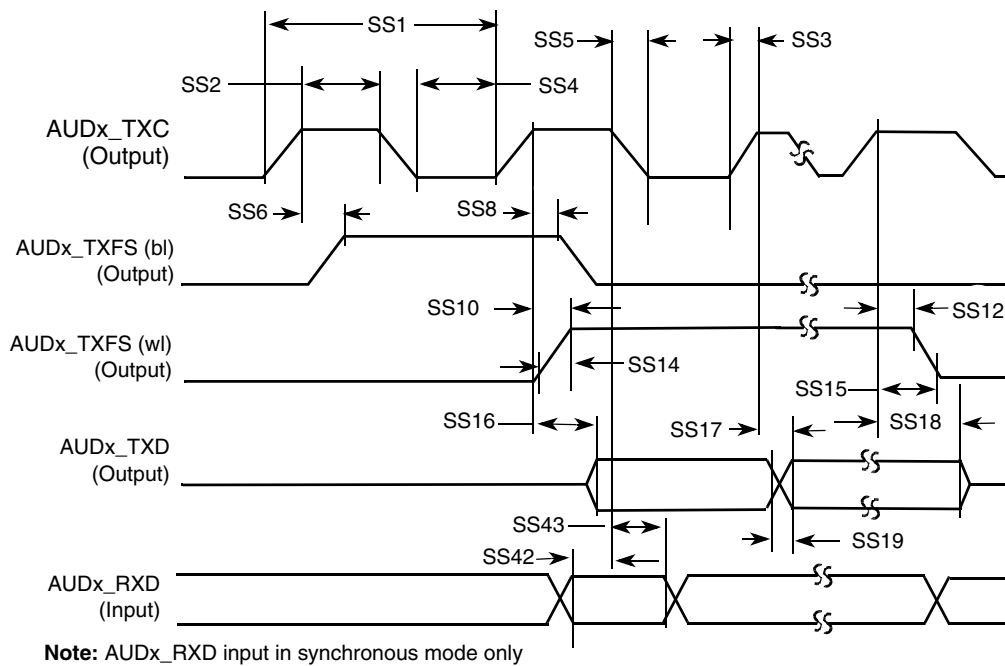 SS1
SS5
SS3
SS2
SS4
AUDx_TXC
(Output)
SS6
SS8
AUDx_TXFS (bl)
(Output)
SS10
SS12
AUDx_TXFS (wl)
(Output)
SS14
SS15
SS16
SS17
SS18
AUDx_TXD
(Output)
SS43
SS19
SS42
AUDx_RXD
(Input)
Note: AUDx_RXD input in synchronous mode only